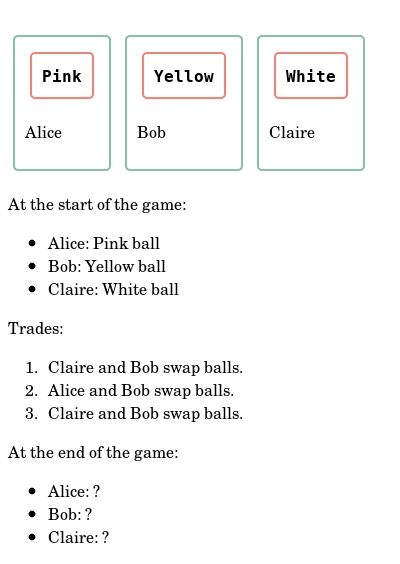 Pink Yellow White
Alice Bob Claire
At the start of the game:
• Alice: Pink ball
• Bob: Yellow ball
• Claire: White ball
Trades:
1. Claire and Bob swap balls.
2. Alice and Bob swap balls.
3. Claire and Bob swap balls.
At the end of the game:
• Alice: ?
• Bob: ?
• Claire: ?